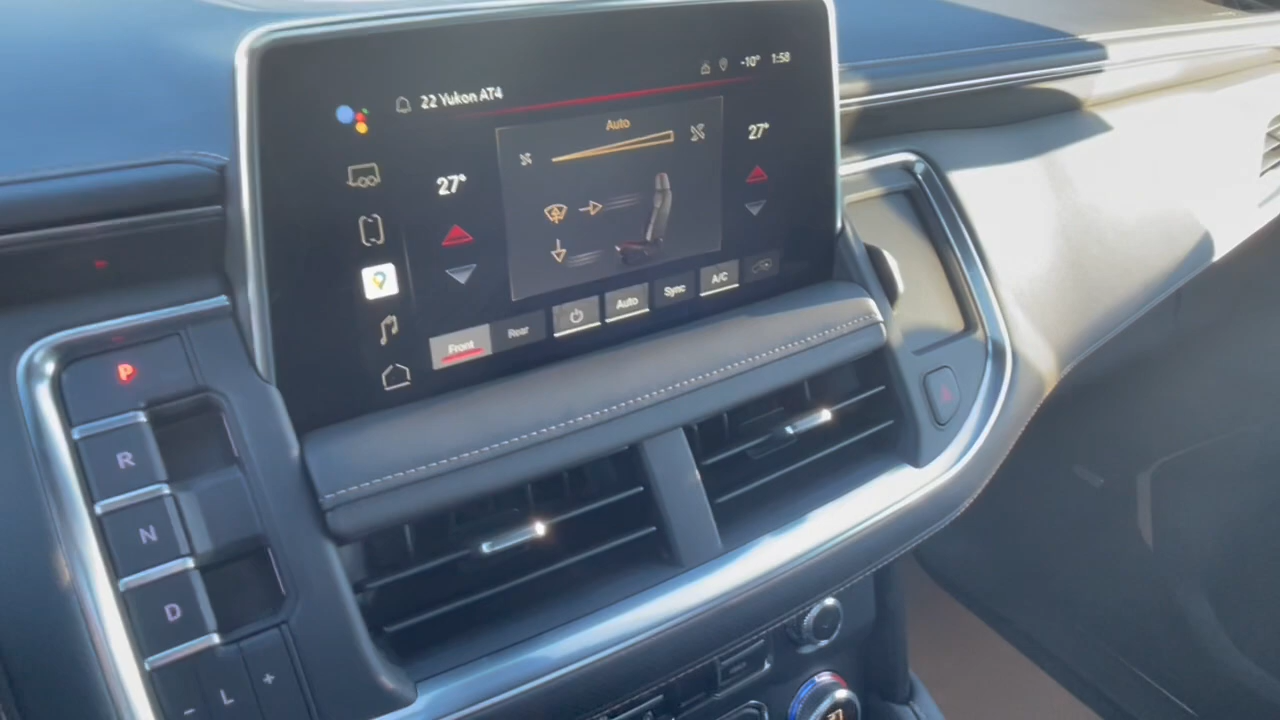 22 Yukon AT4
-10° 1:58
Auto
27°
27°
Front Rear Auto Sync A/C
P
R
N
D
- L +